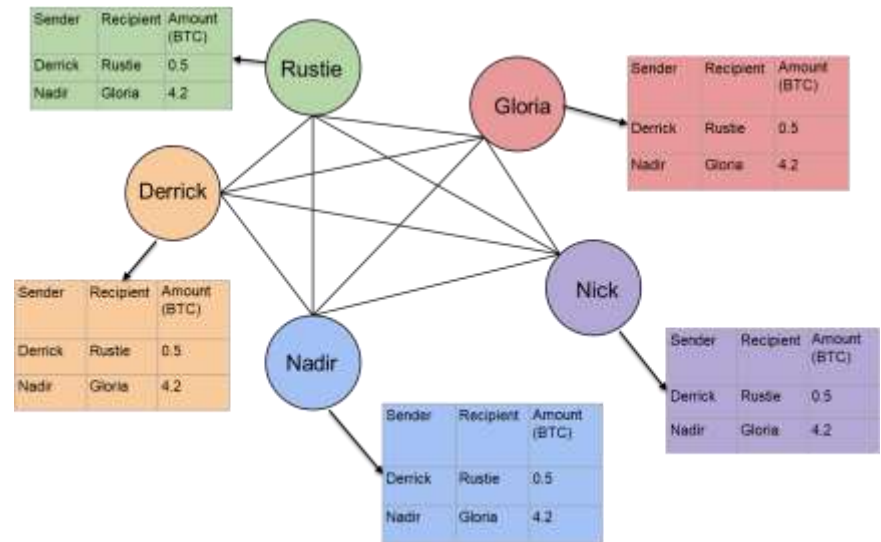 Sender Recipient Amount
(BTC)
Derrick Rustie 0.5
Nadir Gloria 4.2
Rustie
Gloria
Sender Recipient Amount
(BTC)
Derrick Rustie 0.5
Nadir Gloria 4.2
Derrick
Sender Recipient Amount
(BTC)
Derrick Rustie 0.5
Nadir Gloria 4.2
Nick
Sender Recipient Amount
(BTC)
Derrick Rustie 0.5
Nadir Gloria 4.2
Nadir
Sender Recipient Amount
(BTC)
Derrick Rustie 0.5
Nadir Gloria 4.2